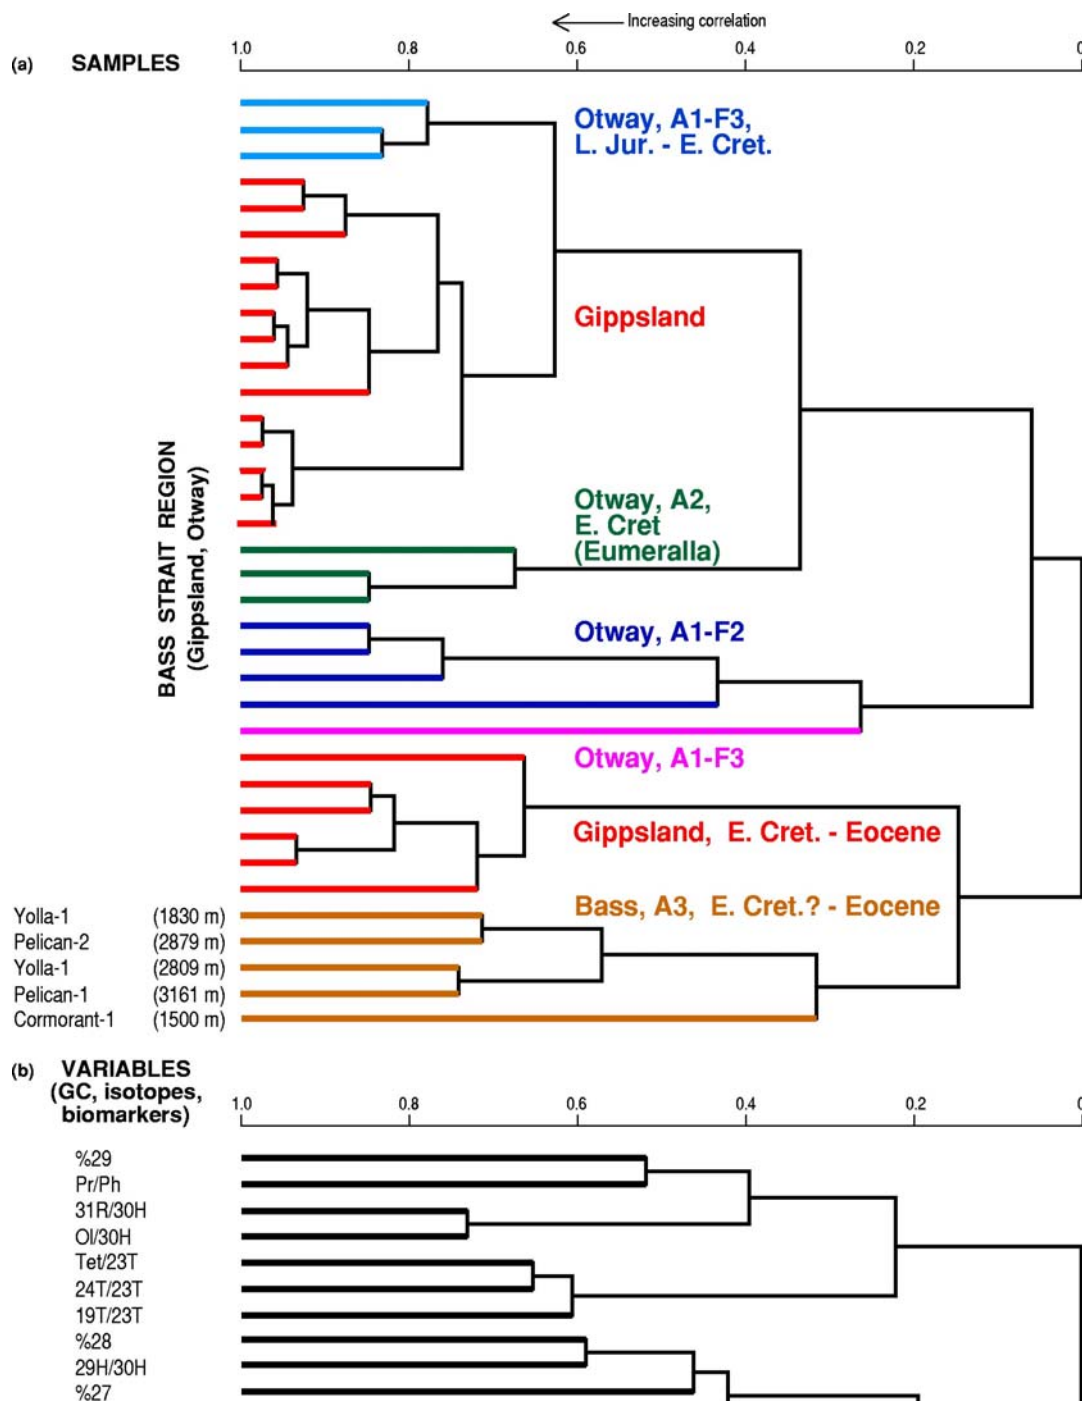 Increasing correlation
1.0 0.8 0.6 0.4 0.2 0
(a) SAMPLES
Otway, A1-F3,
L. Jur. - E. Cret.
Gippsland
BASS STRAIT REGION
(Gippsland, Otway)
Otway, A2,
E. Cret
(Eumeralla)
Otway, A1-F2
Otway, A1-F3
Gippsland, E. Cret. - Eocene
Bass, A3, E. Cret.? - Eocene
Yolla-1 (1830 m)
Pelican-2 (2879 m)
Yolla-1 (2809 m)
Pelican-1 (3161 m)
Cormorant-1 (1500 m)
(b) VARIABLES
(GC, isotopes,
biomarkers)
1.0 0.8 0.6 0.4 0.2 0
%29
Pr/Ph
31R/30H
Ol/30H
Tet/23T
24T/23T
19T/23T
%28
29H/30H
%27